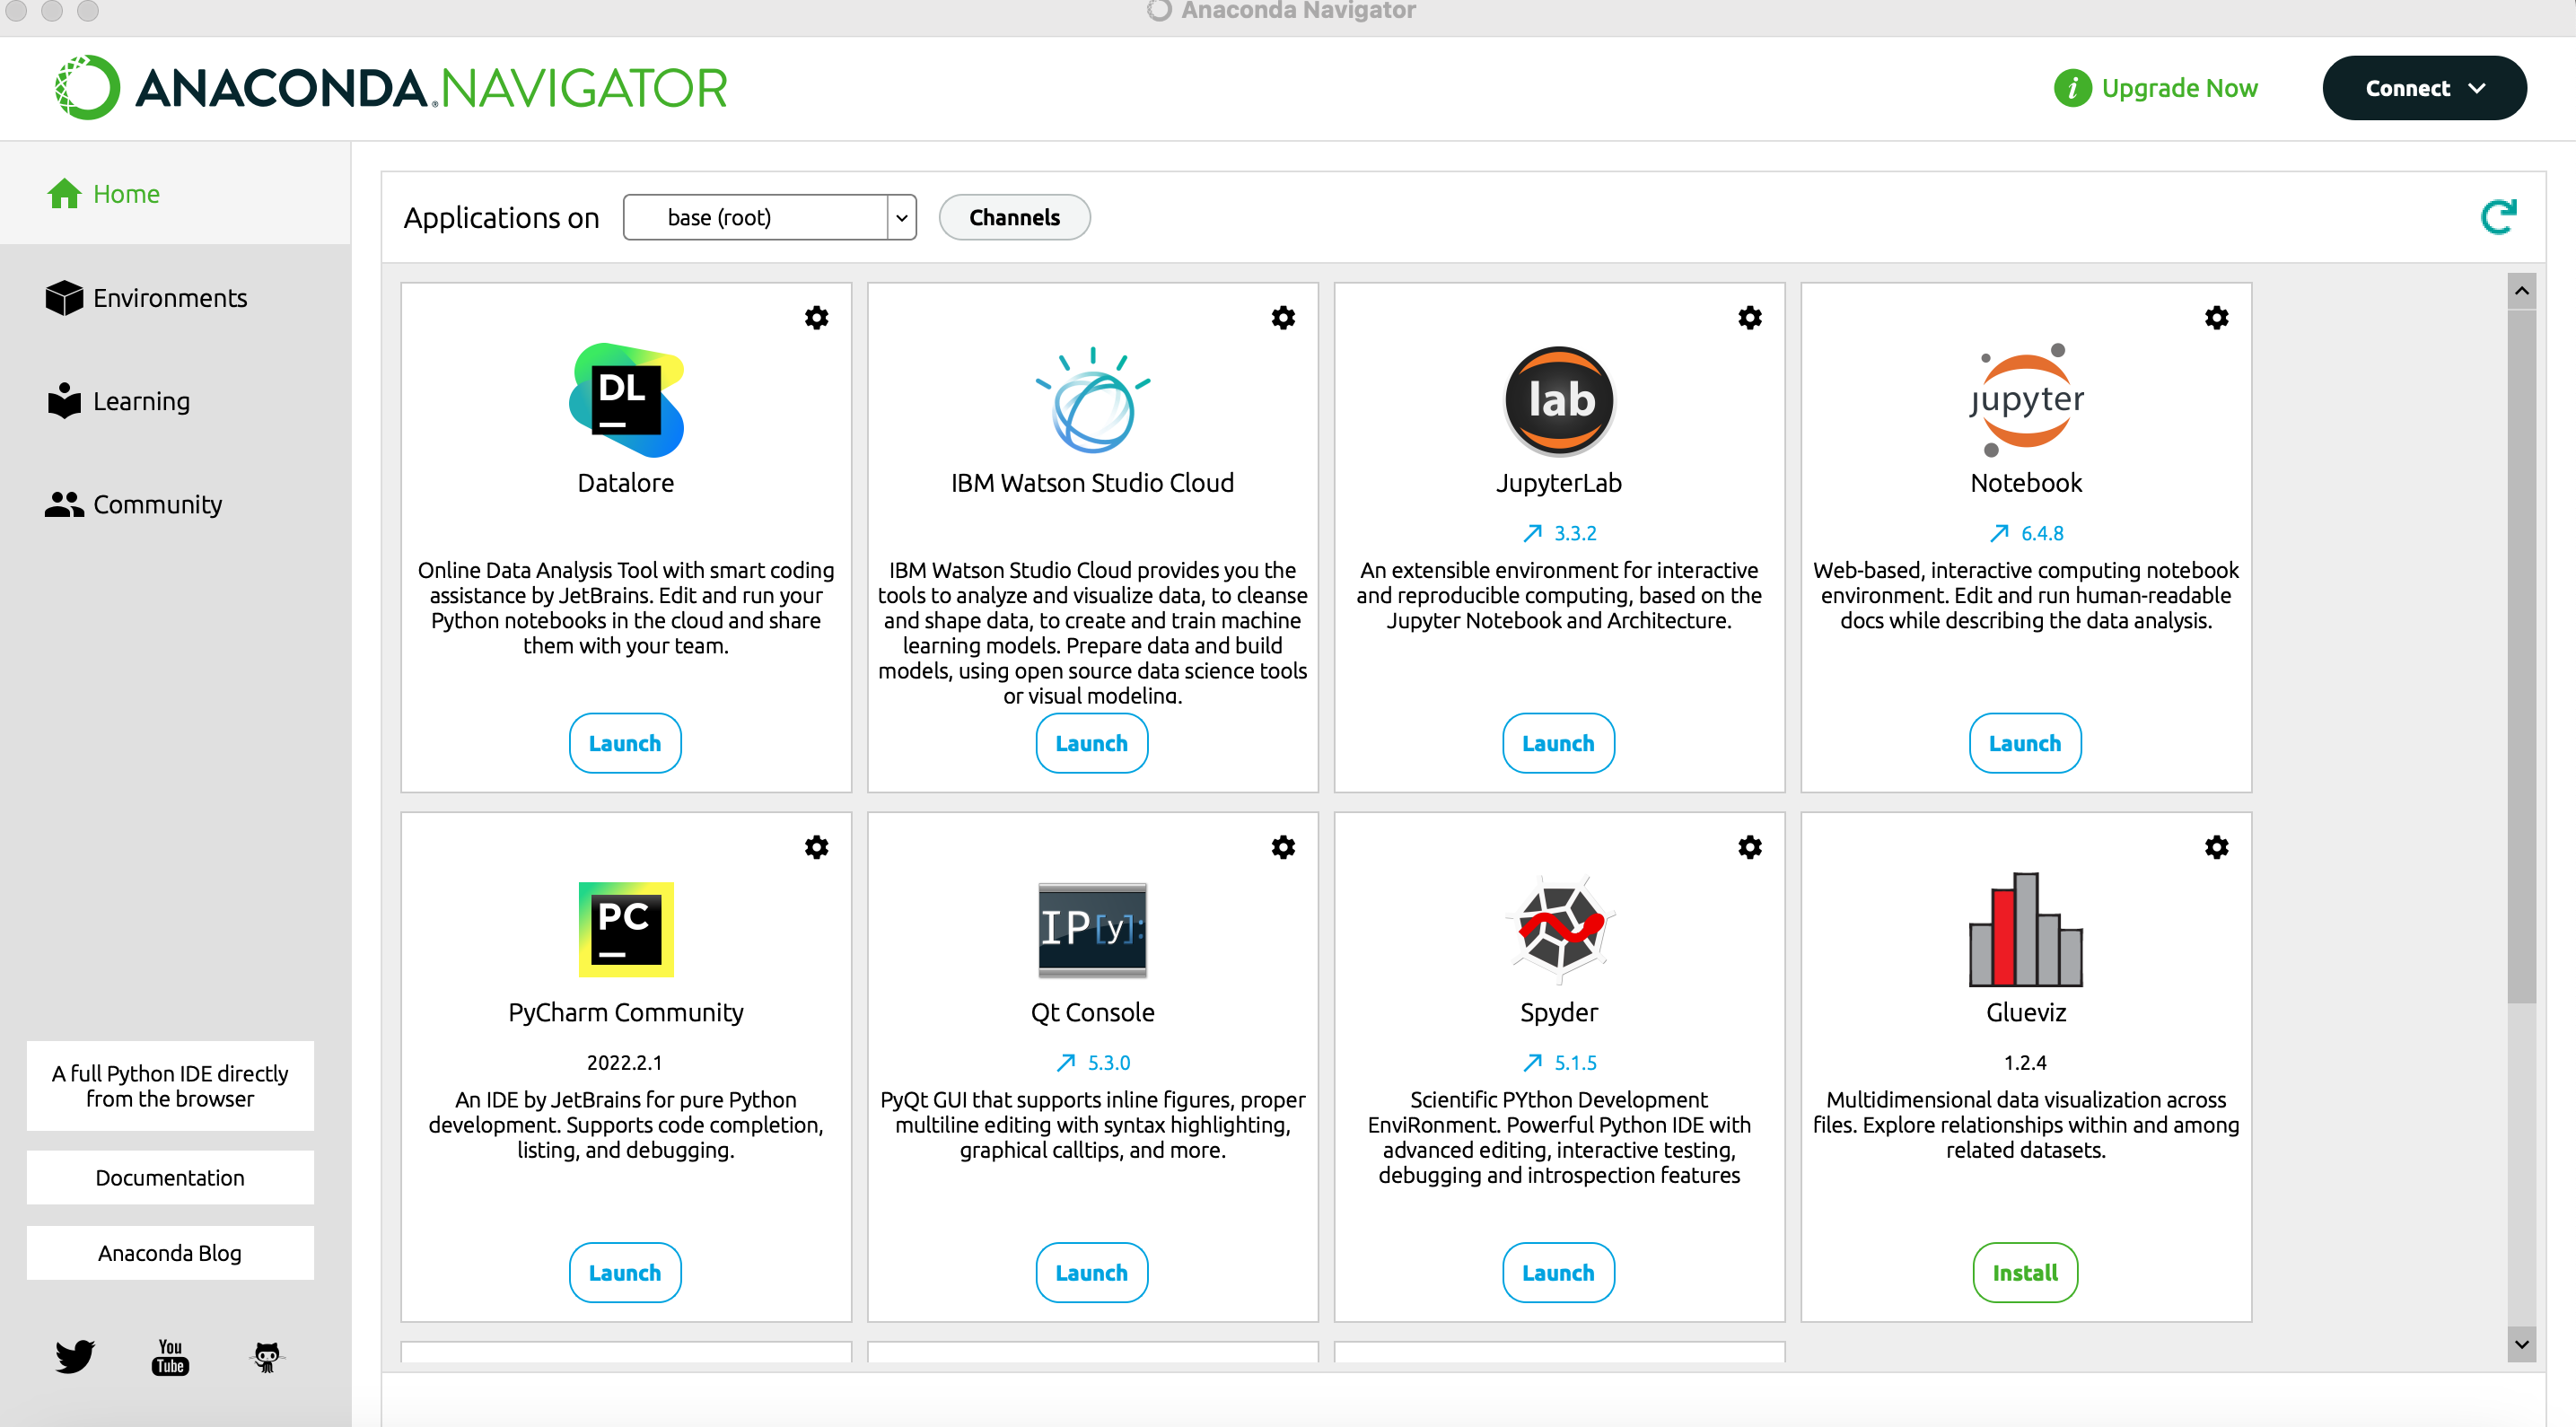 Anaconda Navigator
ANACONDA.NAVIGATOR
Upgrade Now
Connect
Home
Environments
Learning
Community
Applications on
base (root)
Channels
DL
Datalore
Online Data Analysis Tool with smart coding
assistance by JetBrains. Edit and run your
Python notebooks in the cloud and share
them with your team.
Launch
IBM Watson Studio Cloud
IBM Watson Studio Cloud provides you the
tools to analyze and visualize data, to cleanse
and shape data, to create and train machine
learning models. Prepare data and build
models, using open source data science tools
or visual modeling.
Launch
lab
JupyterLab
3.3.2
An extensible environment for interactive
and reproducible computing, based on the
Jupyter Notebook and Architecture.
Launch
jupyter
Notebook
6.4.8
Web-based, interactive computing notebook
environment. Edit and run human-readable
docs while describing the data analysis.
Launch
PC
PyCharm Community
2022.2.1
An IDE by JetBrains for pure Python
development. Supports code completion,
listing, and debugging.
Launch
IP[y]:
Qt Console
5.3.0
PyQt GUI that supports inline figures, proper
multiline editing with syntax highlighting,
graphical calltips, and more.
Launch
Spyder
5.1.5
Scientific PYthon Development
EnviRonment. Powerful Python IDE with
advanced editing, interactive testing,
debugging and introspection features
Launch
Glueviz
1.2.4
Multidimensional data visualization across
files. Explore relationships within and among
related datasets.
Install
A full Python IDE directly
from the browser
Documentation
Anaconda Blog
You
Tube